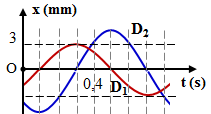 x (mm)
D₂
3
O
t (s)
0,4
D₁